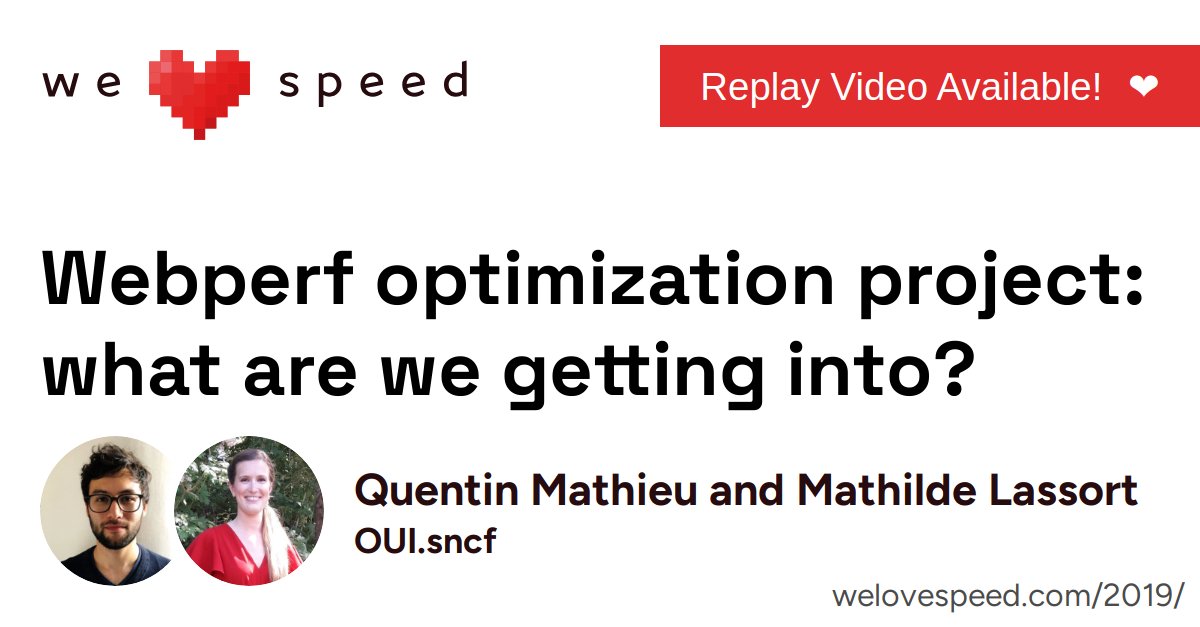 we ❤ speed
Replay Video Available! ❤
Webperf optimization project:
what are we getting into?
Quentin Mathieu and Mathilde Lassort
OUI.sncf
welovespeed.com/2019/